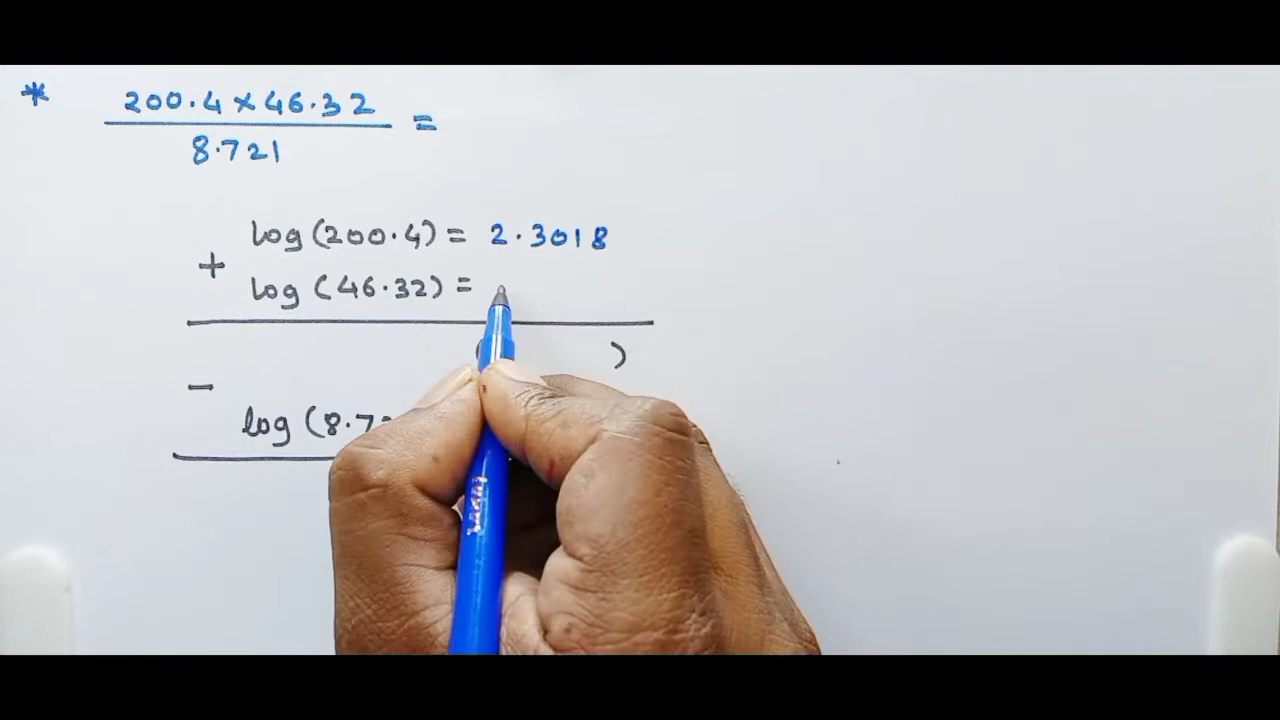 * 200.4 × 46.32 =
8.721
log(200.4) = 2.3018
+
log (46.32) =
( )
−
log (8.7